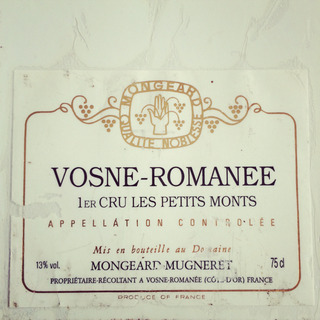 MONGEARD
QUALITE NOBLESSE
VOSNE-ROMANEE
1ER CRU LES PETITS MONTS
APPELLATION CONTROLÉE
Mis en bouteille au Domaine
13% vol. MONGEARD-MUGNERET 75 cl
PROPRIÉTAIRE-RÉCOLTANT A VOSNE-ROMANÉE (CÔTE-D'OR) FRANCE
PRODUCE OF FRANCE